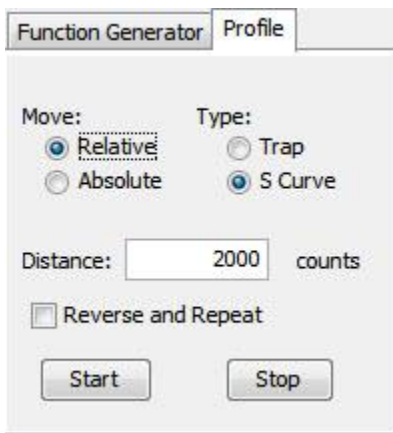 Function Generator Profile
Move: Type:
Relative Trap
Absolute S Curve
Distance: 2000 counts
Reverse and Repeat
Start Stop